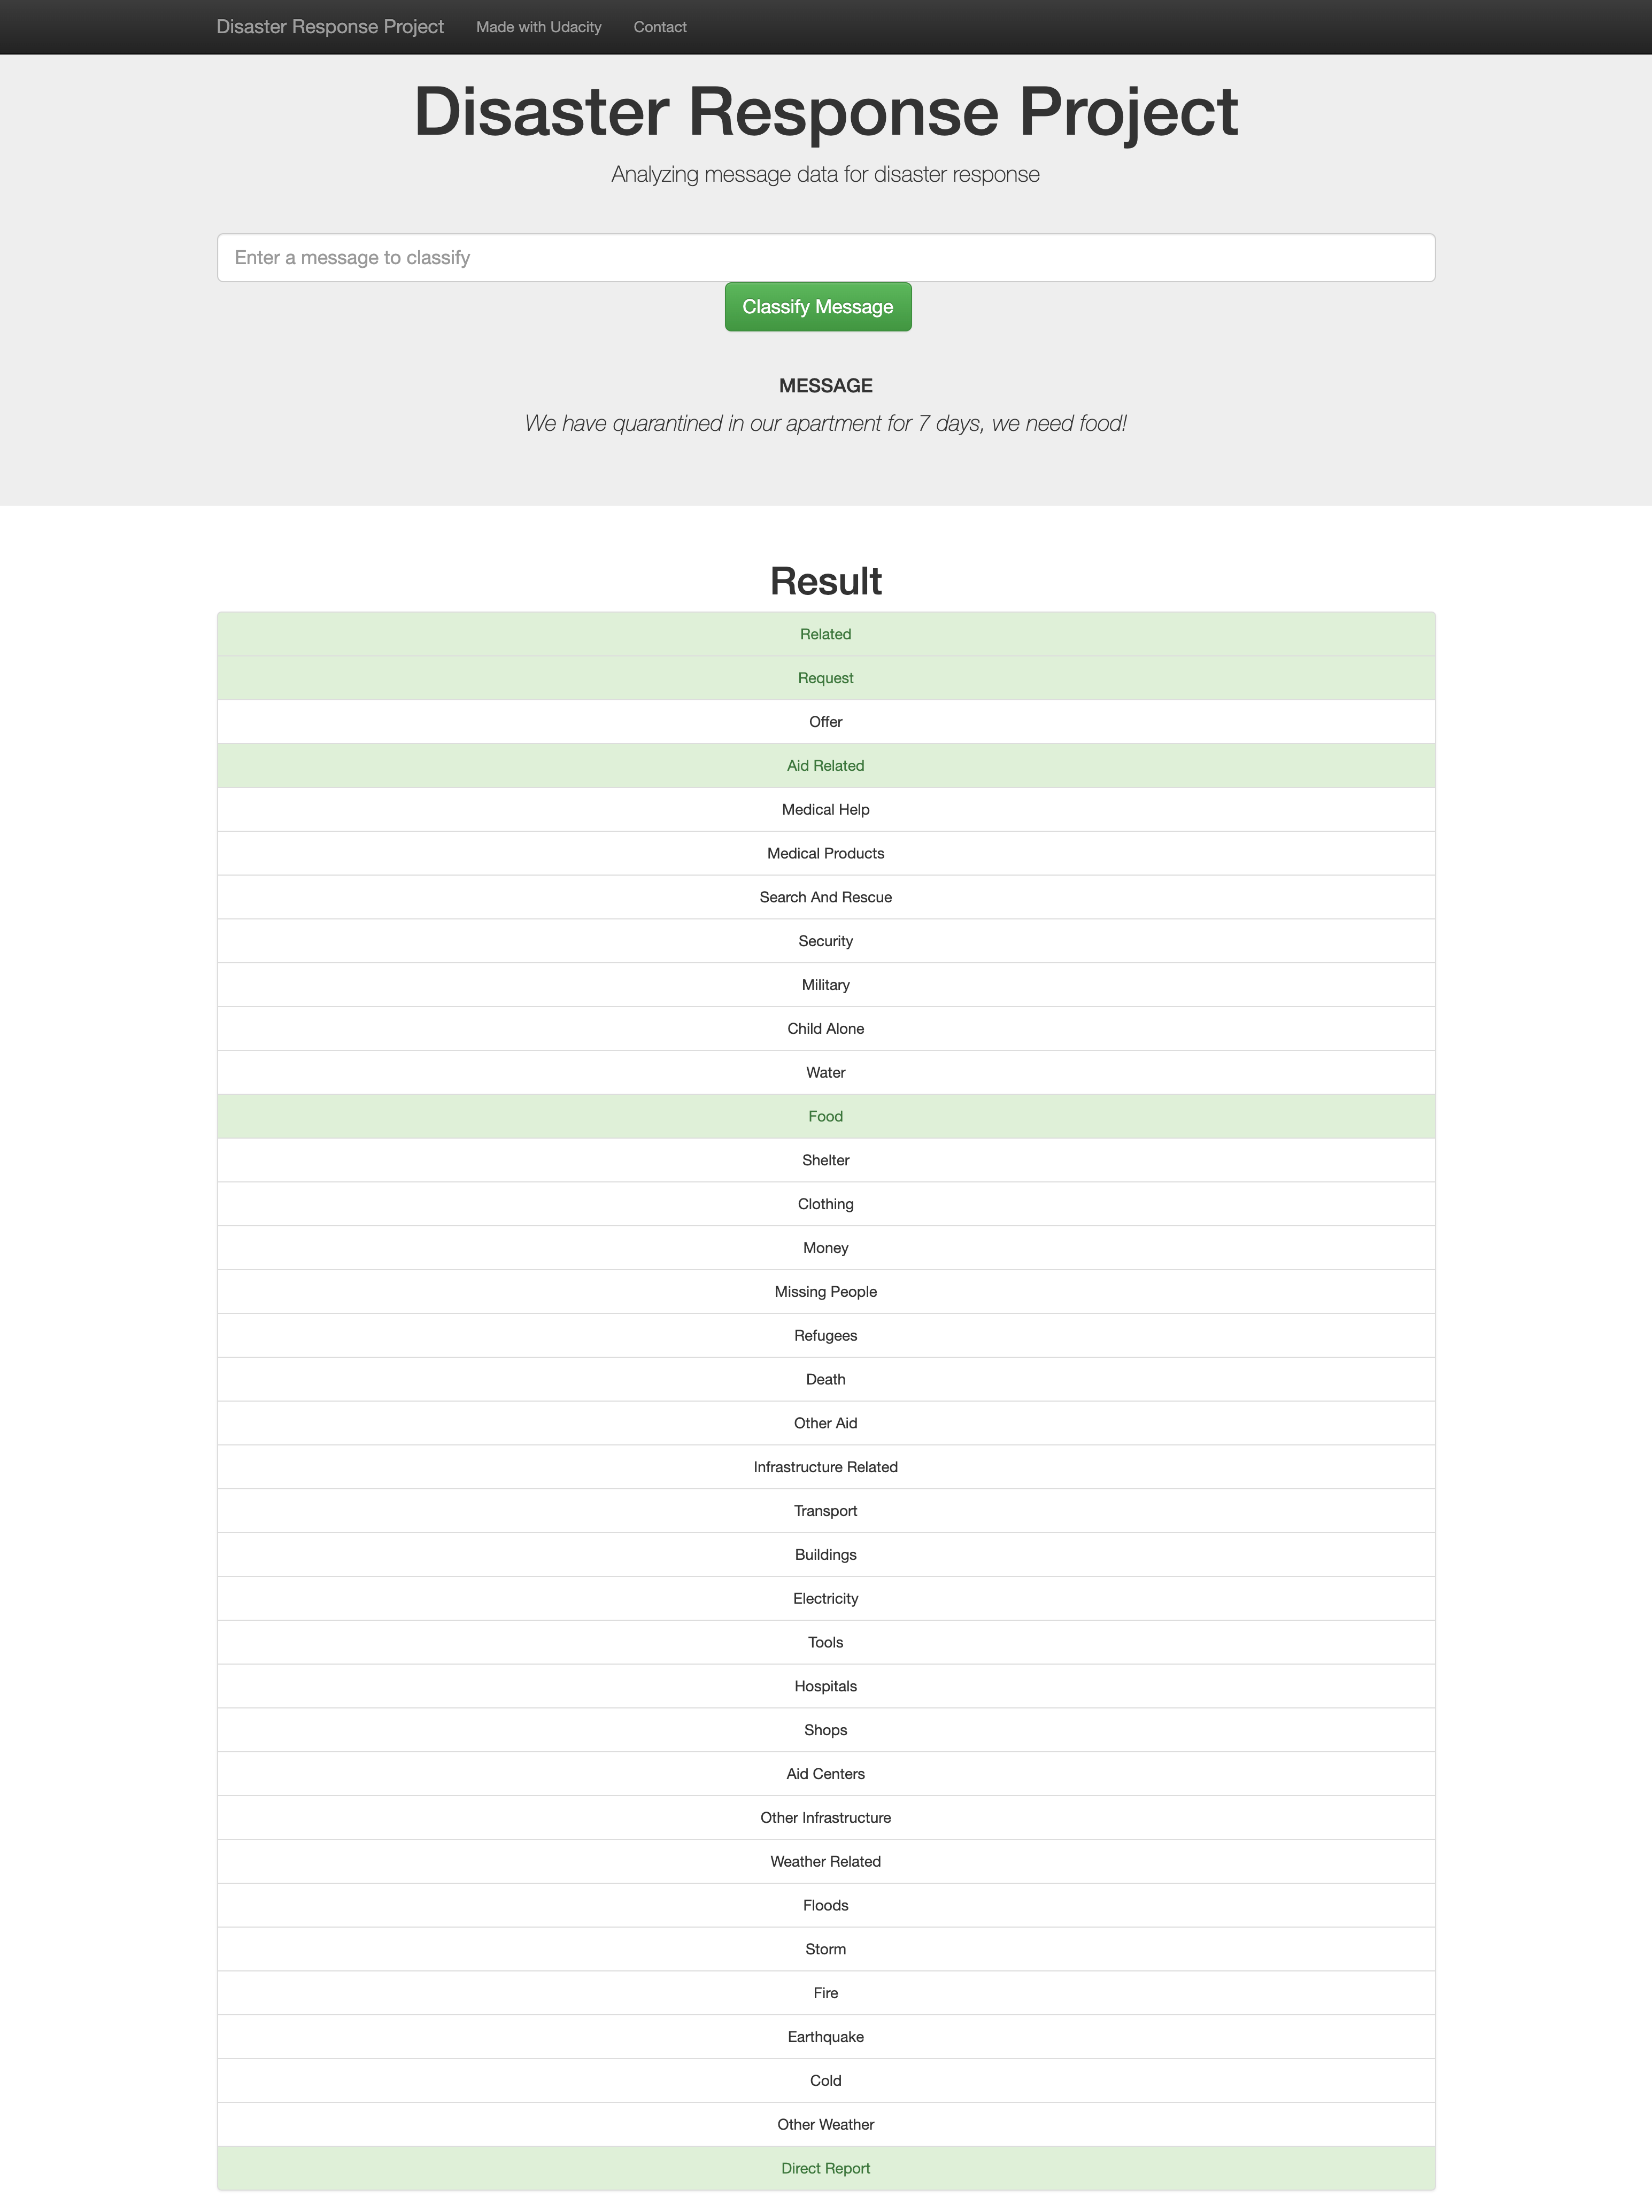 Disaster Response Project Made with Udacity Contact
Disaster Response Project
Analyzing message data for disaster response
Enter a message to classify
Classify Message
MESSAGE
We have quarantined in our apartment for 7 days, we need food!
Result
Related
Request
Offer
Aid Related
Medical Help
Medical Products
Search And Rescue
Security
Military
Child Alone
Water
Food
Shelter
Clothing
Money
Missing People
Refugees
Death
Other Aid
Infrastructure Related
Transport
Buildings
Electricity
Tools
Hospitals
Shops
Aid Centers
Other Infrastructure
Weather Related
Floods
Storm
Fire
Earthquake
Cold
Other Weather
Direct Report